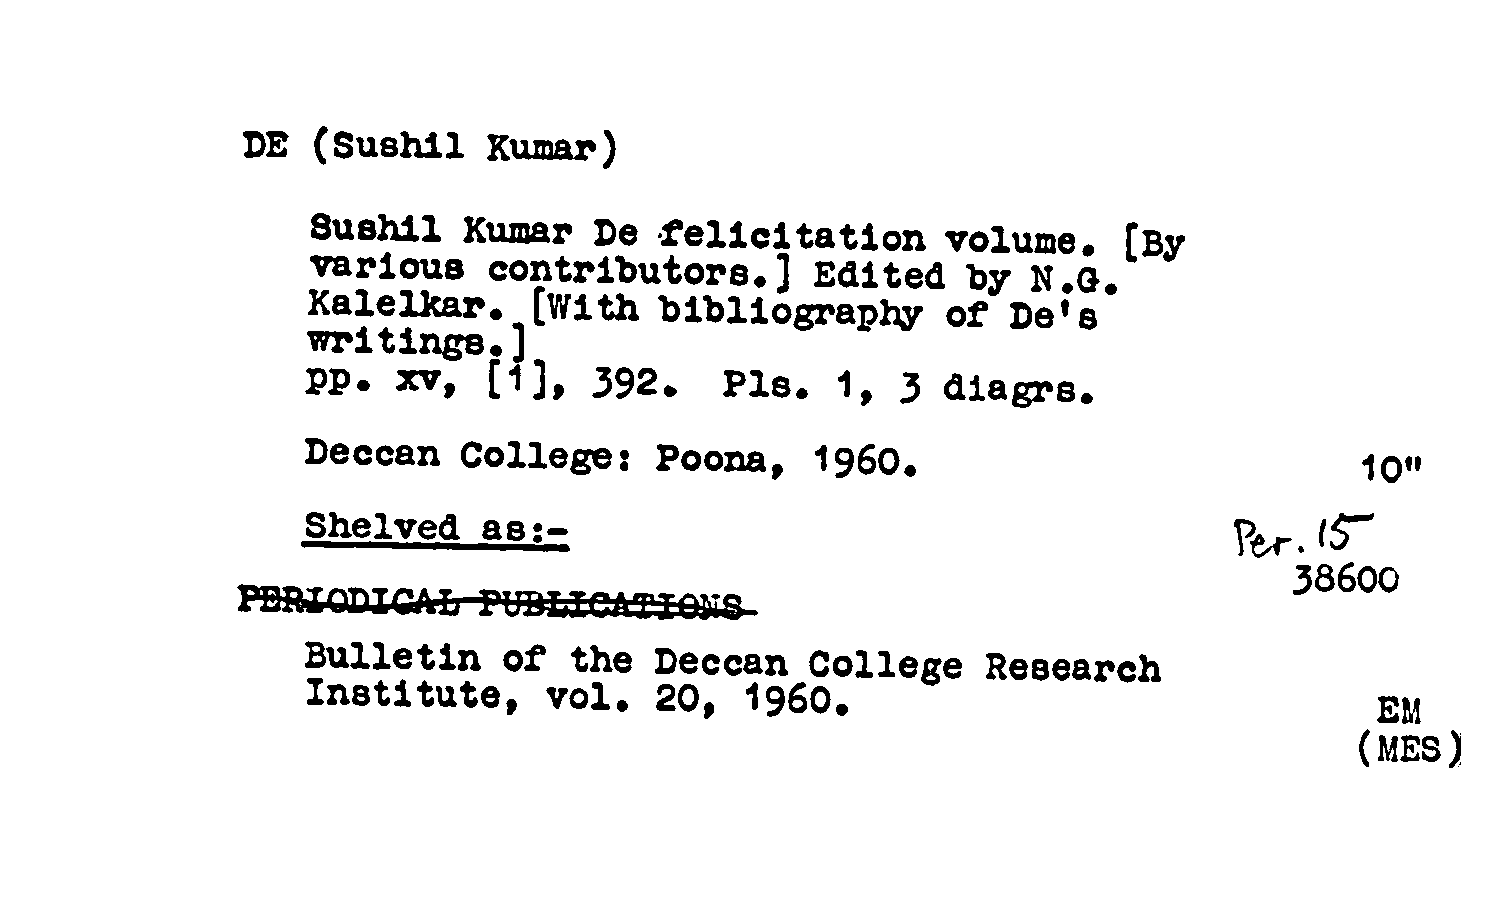 DE (Sushil Kumar)
Sushil Kumar De felicitation volume. [By
various contributors.] Edited by N.G.
Kalelkar. [With bibliography of De's
writings.]
pp. xv, [1], 392. Pls. 1, 3 diagrs.
Deccan College: Poona, 1960.
10"
Shelved as:-
Per. 15
38600
PERIODICAL PUBLICATIONS
Bulletin of the Deccan College Research
Institute, vol. 20, 1960.
EM
(MES)